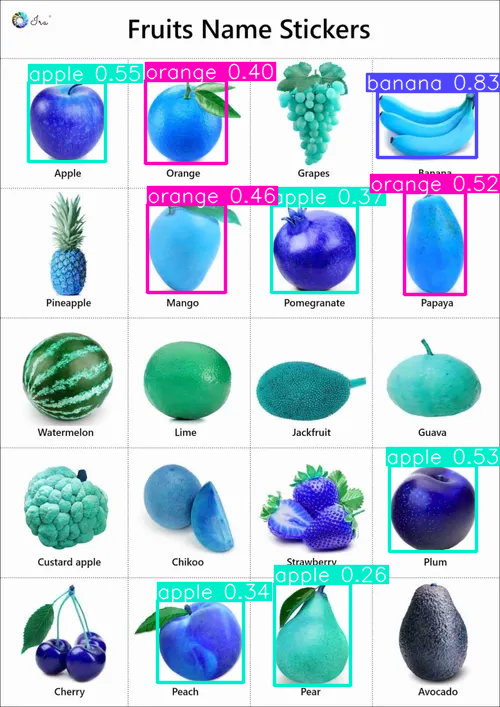 Ira
Fruits Name Stickers
apple 0.55 orange 0.40 banana 0.83
Apple Orange Grapes Banana
orange 0.46 apple 0.37 orange 0.52
Pineapple Mango Pomegranate Papaya
Watermelon Lime Jackfruit Guava
apple 0.53
Custard apple Chikoo Strawberry Plum
apple 0.34 apple 0.26
Cherry Peach Pear Avocado